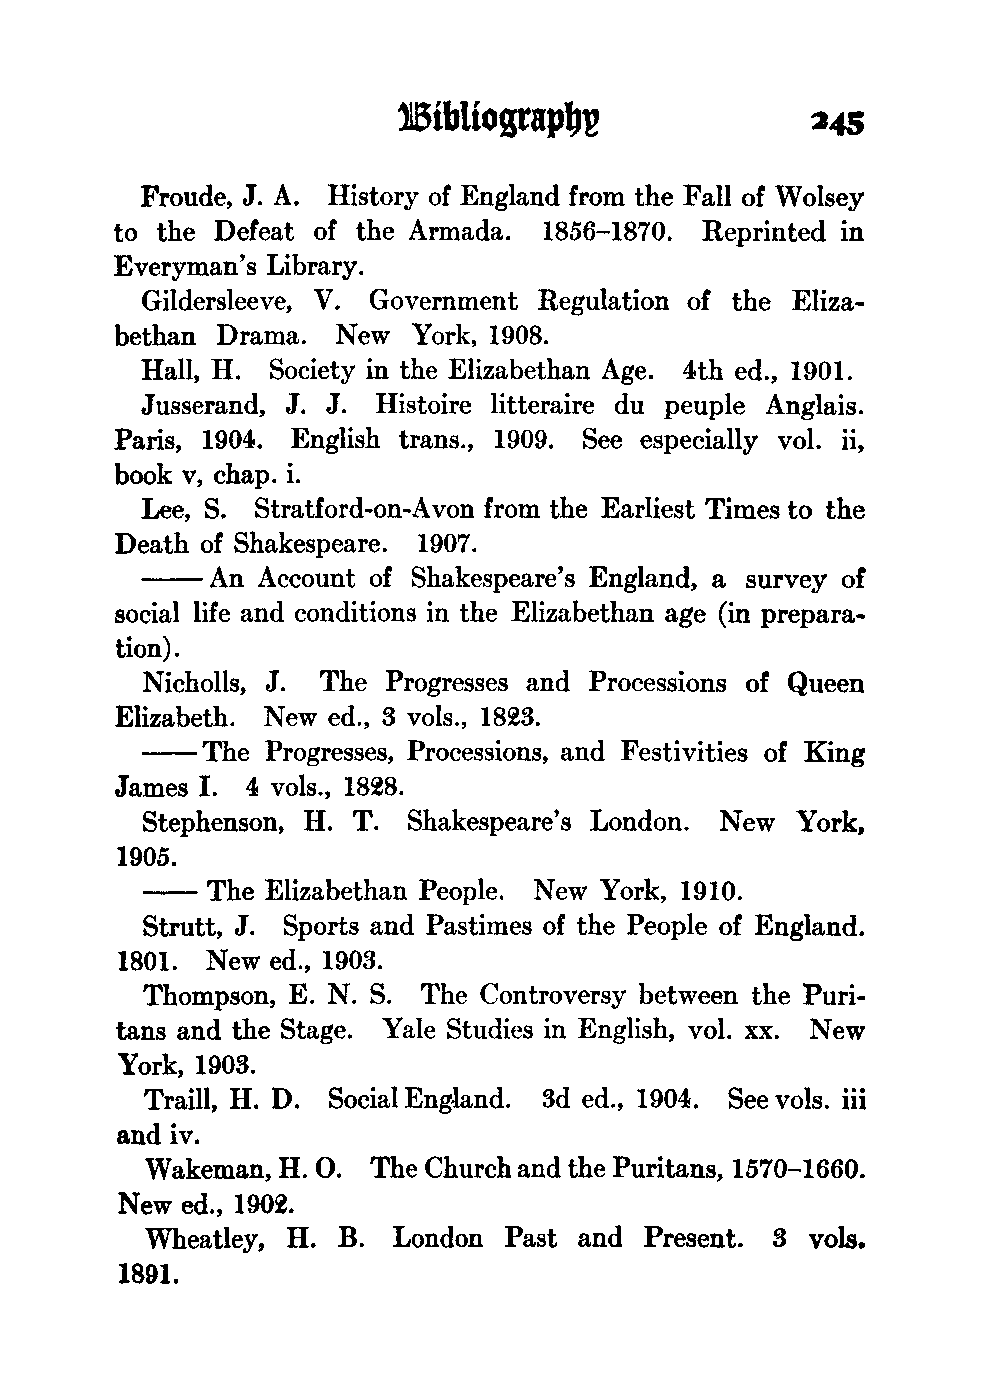 Bibliography 245
Froude, J. A. History of England from the Fall of Wolsey
to the Defeat of the Armada. 1856–1870. Reprinted in
Everyman's Library.
Gildersleeve, V. Government Regulation of the Eliza-
bethan Drama. New York, 1908.
Hall, H. Society in the Elizabethan Age. 4th ed., 1901.
Jusserand, J. J. Histoire litteraire du peuple Anglais.
Paris, 1904. English trans., 1909. See especially vol. ii,
book v, chap. i.
Lee, S. Stratford-on-Avon from the Earliest Times to the
Death of Shakespeare. 1907.
—— An Account of Shakespeare's England, a survey of
social life and conditions in the Elizabethan age (in prepara-
tion).
Nicholls, J. The Progresses and Processions of Queen
Elizabeth. New ed., 3 vols., 1823.
—— The Progresses, Processions, and Festivities of King
James I. 4 vols., 1828.
Stephenson, H. T. Shakespeare's London. New York,
1905.
—— The Elizabethan People. New York, 1910.
Strutt, J. Sports and Pastimes of the People of England.
1801. New ed., 1903.
Thompson, E. N. S. The Controversy between the Puri-
tans and the Stage. Yale Studies in English, vol. xx. New
York, 1903.
Traill, H. D. Social England. 3d ed., 1904. See vols. iii
and iv.
Wakeman, H. O. The Church and the Puritans, 1570–1660.
New ed., 1902.
Wheatley, H. B. London Past and Present. 3 vols.
1891.